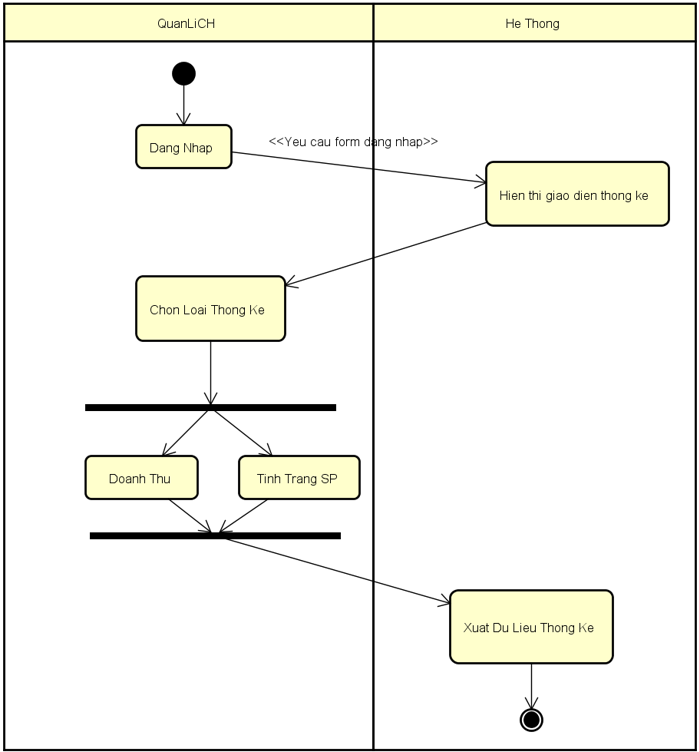 QuanLiCH
He Thong
Dang Nhap
<<Yeu cau form dang nhap>>
Hien thi giao dien thong ke
Chon Loai Thong Ke
Doanh Thu
Tinh Trang SP
Xuat Du Lieu Thong Ke